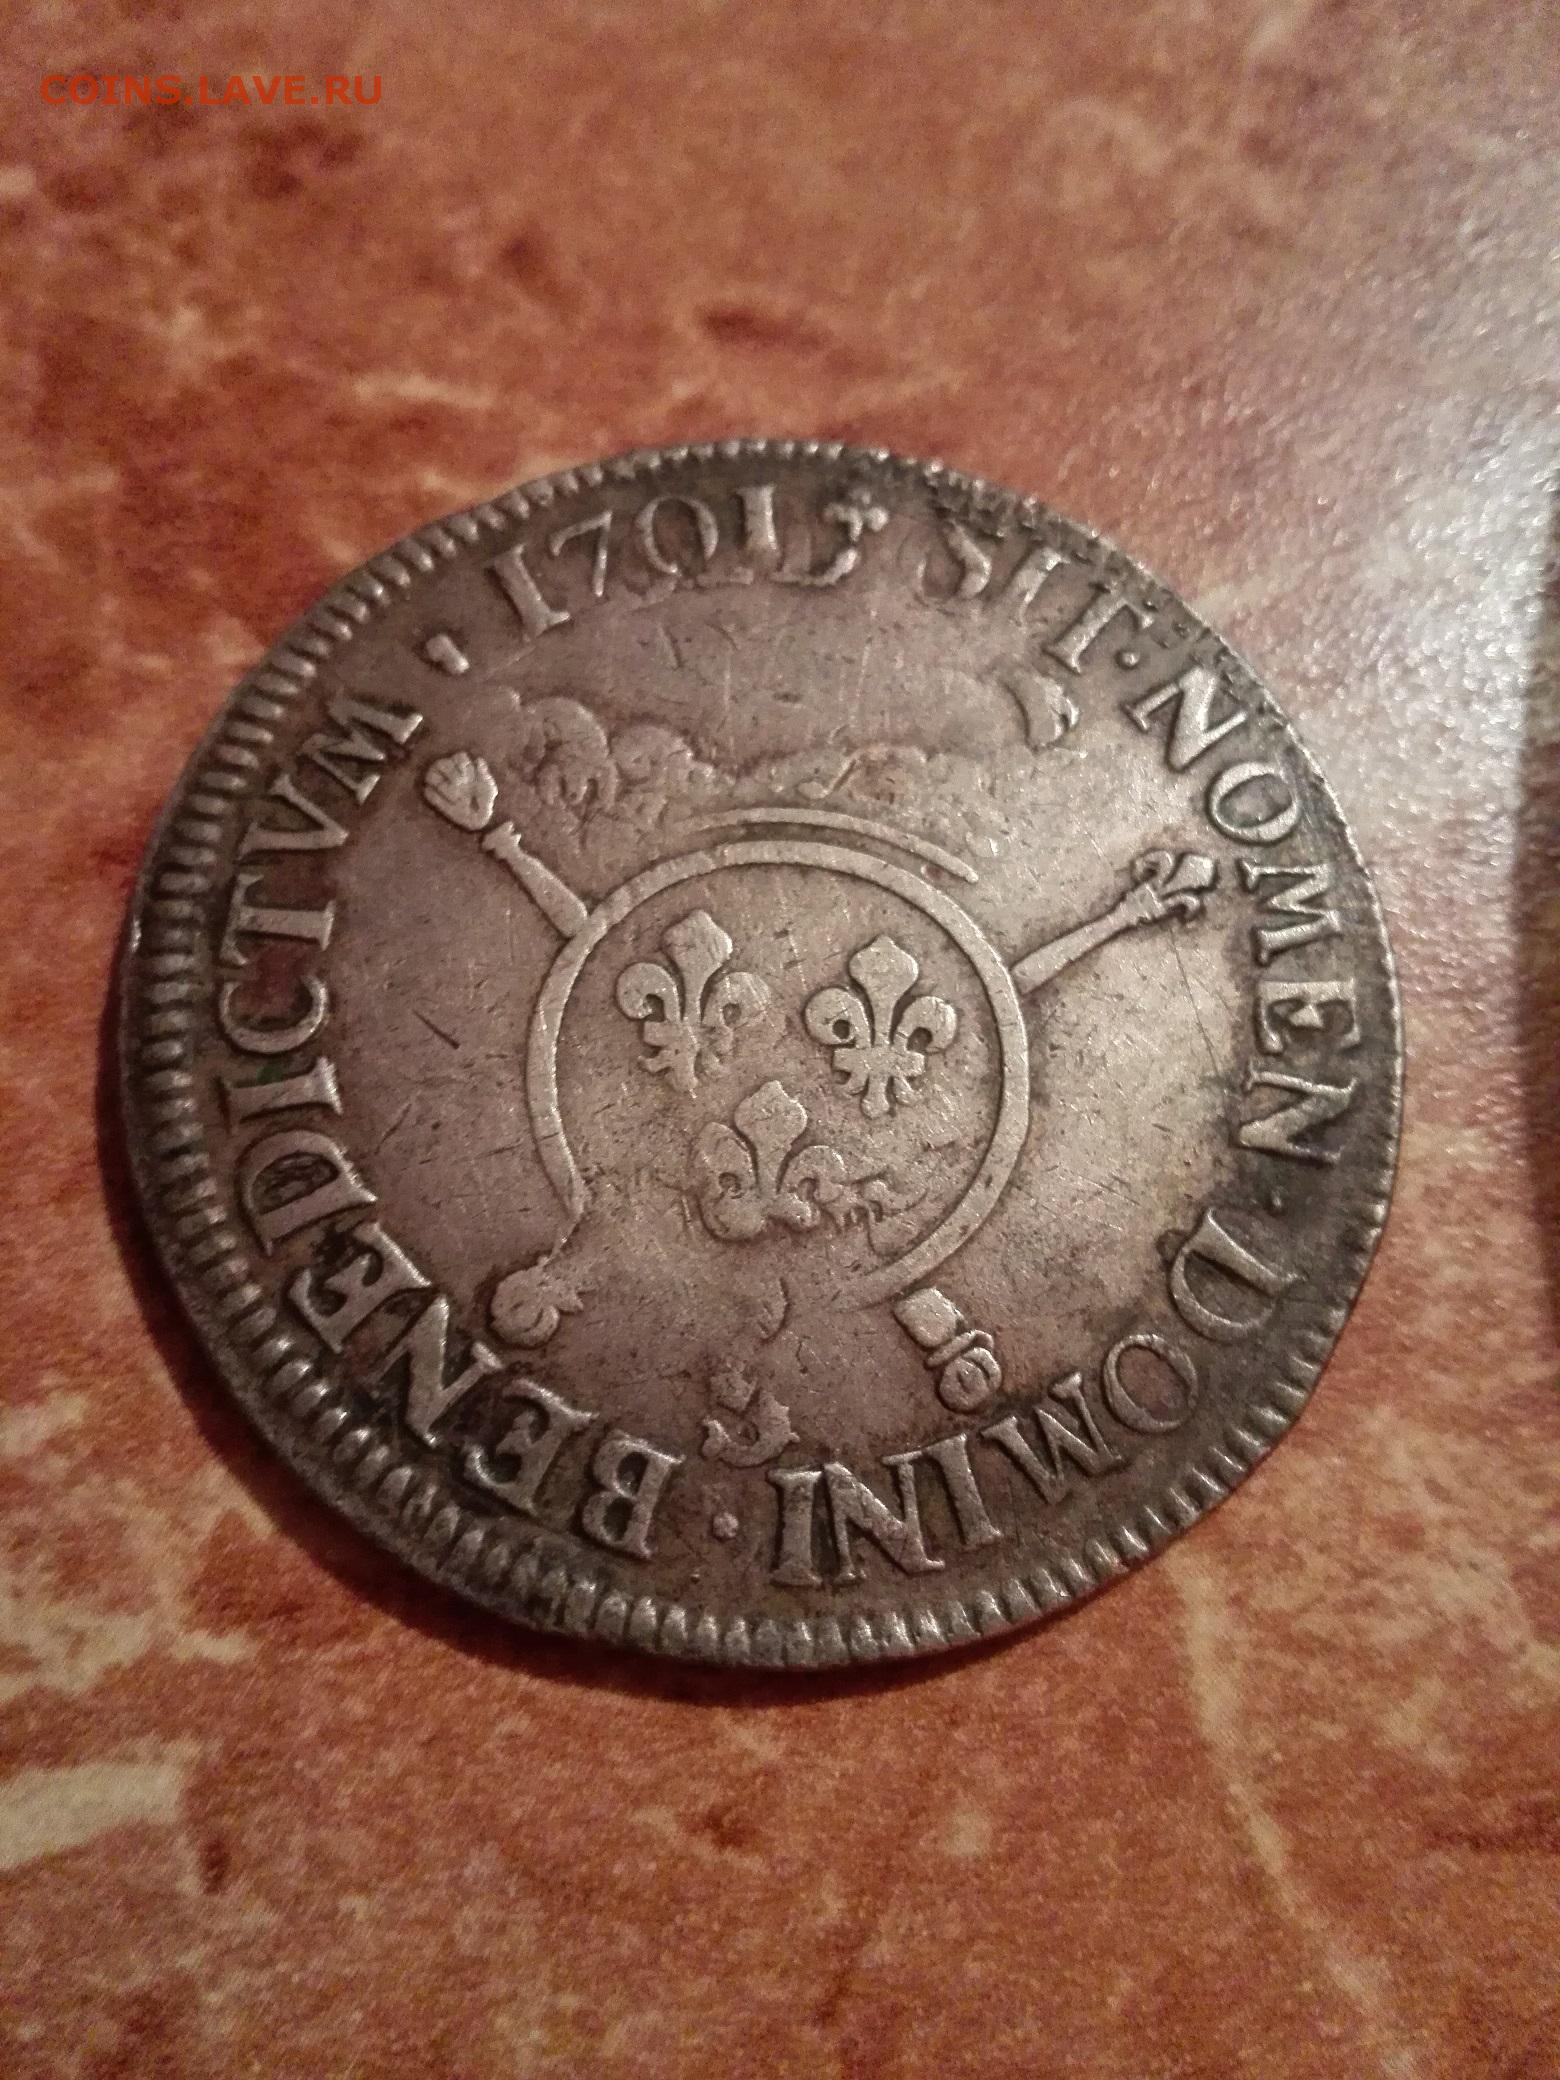 COINS.LAVE.RU
1701 SIT · NOMEN · DOMINI · BENEDICTVM ·